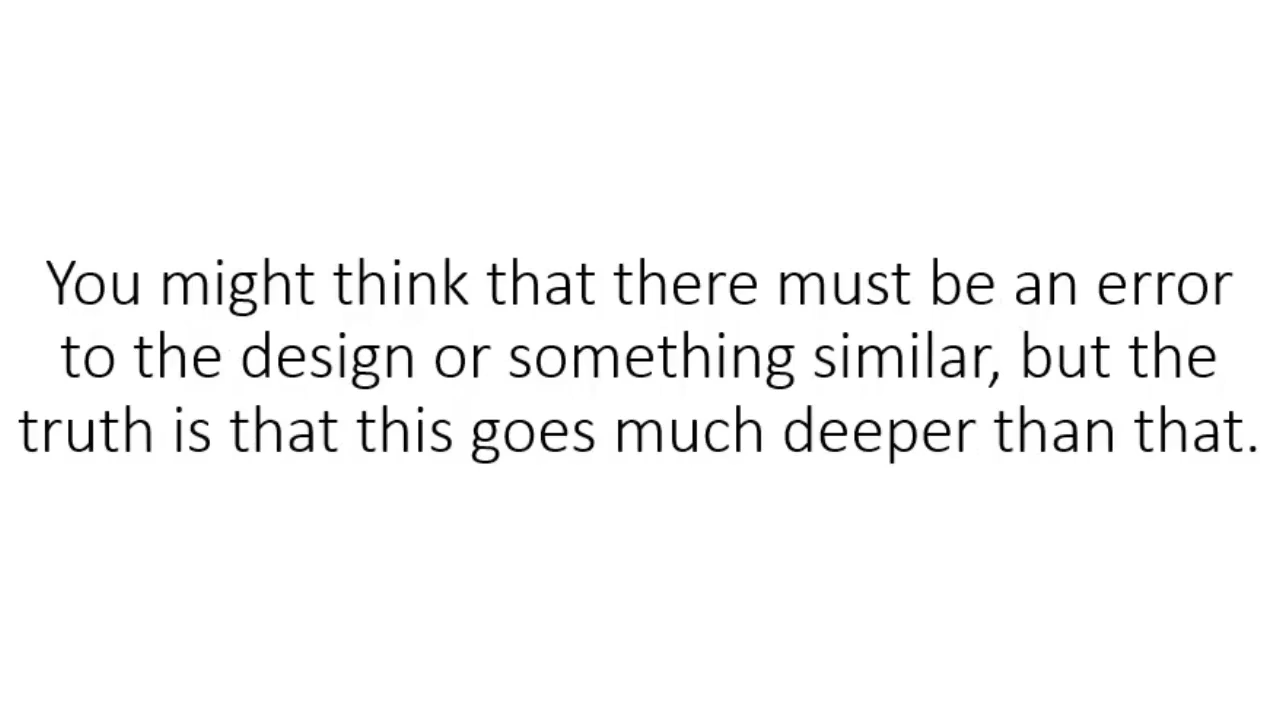 You might think that there must be an error
to the design or something similar, but the
truth is that this goes much deeper than that.